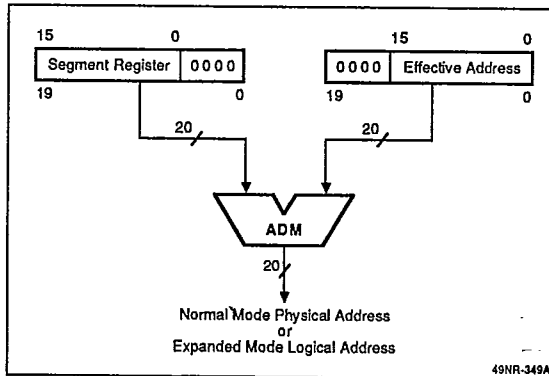 15 0 15 0
Segment Register 0000 0000 Effective Address
19 0 19 0
20 20
ADM
20
Normal Mode Physical Address
or
Expanded Mode Logical Address
49NR-349A